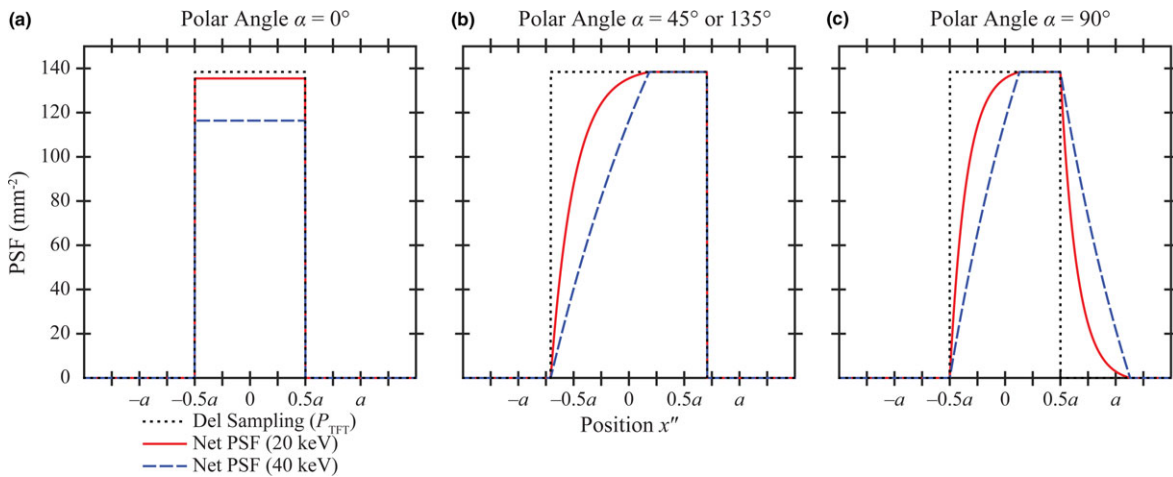 (a) Polar Angle α = 0°
(b) Polar Angle α = 45° or 135°
(c) Polar Angle α = 90°
PSF (mm⁻²)
140
120
100
80
60
40
20
0
−a −0.5a 0 0.5a a
−a −0.5a 0 0.5a a
−a −0.5a 0 0.5a a
Position x″
Del Sampling (P_TFT)
Net PSF (20 keV)
Net PSF (40 keV)